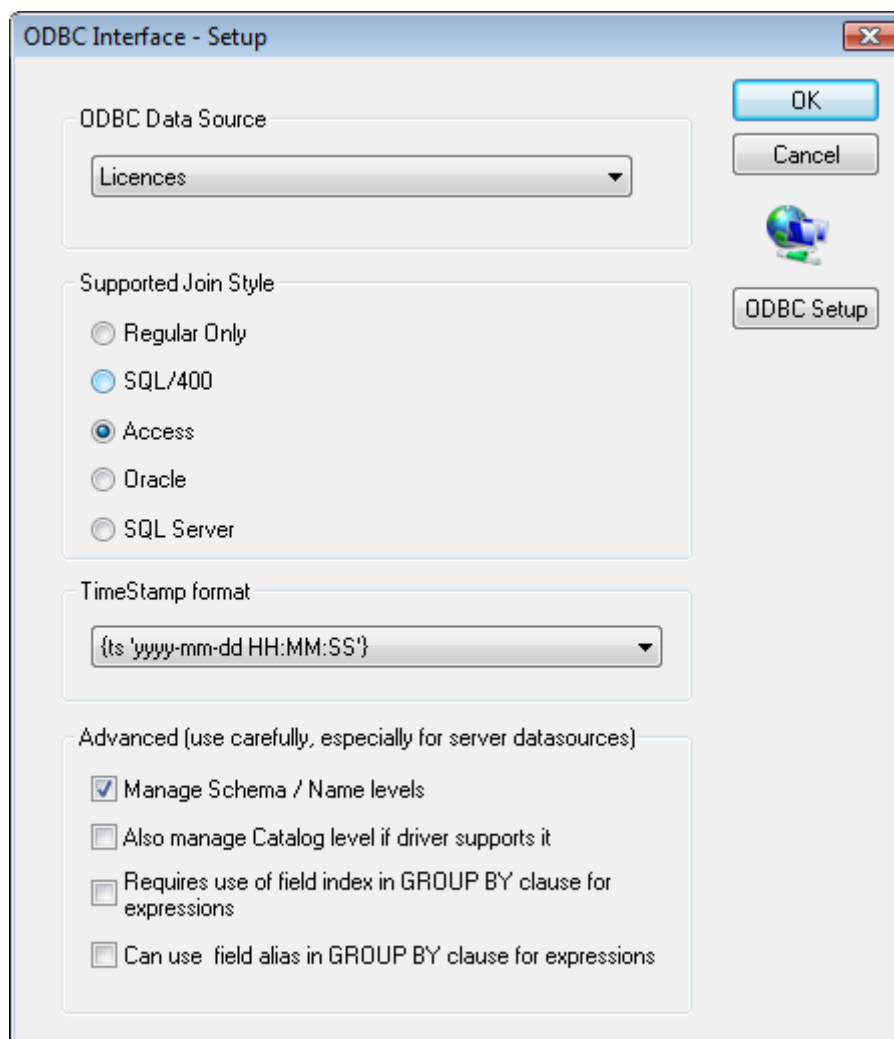 ODBC Interface - Setup
OK
ODBC Data Source
Cancel
Licences
Supported Join Style
ODBC Setup
Regular Only
SQL/400
Access
Oracle
SQL Server
TimeStamp format
{ts 'yyyy-mm-dd HH:MM:SS'}
Advanced (use carefully, especially for server datasources)
Manage Schema / Name levels
Also manage Catalog level if driver supports it
Requires use of field index in GROUP BY clause for
expressions
Can use  field alias in GROUP BY clause for expressions